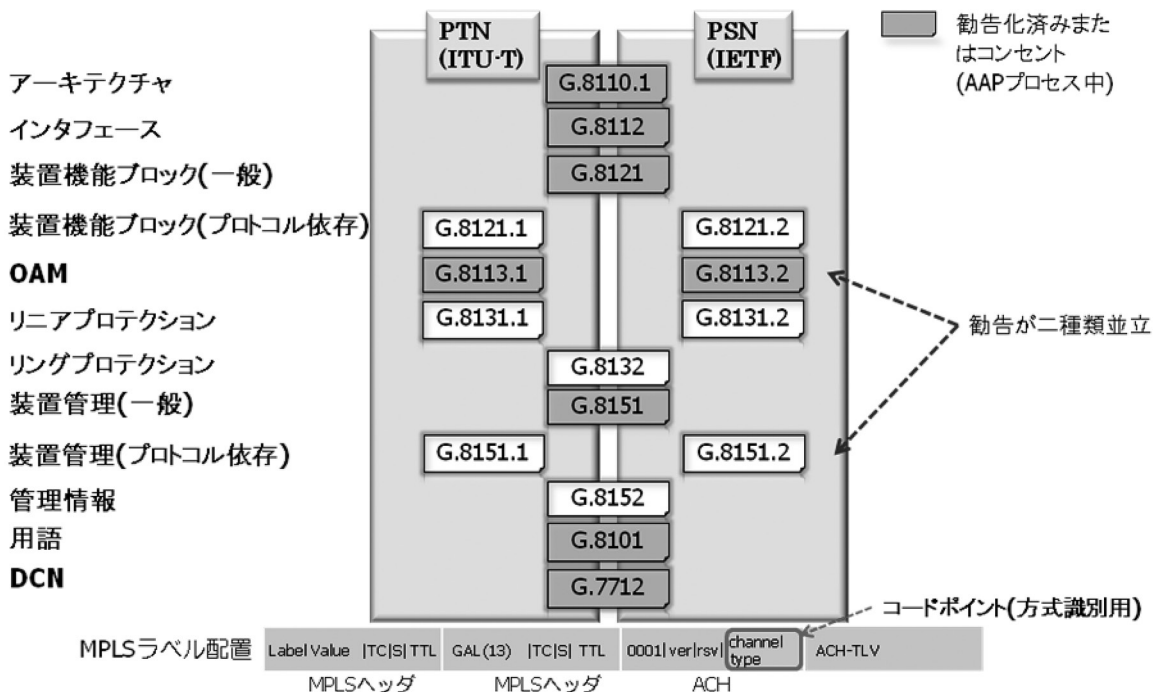 PTN
(ITU-T)
PSN
(IETF)
勧告化済みまた
はコンセント
(AAPプロセス中)
アーキテクチャ
G.8110.1
インタフェース
G.8112
装置機能ブロック(一般)
G.8121
装置機能ブロック(プロトコル依存)
G.8121.1
G.8121.2
OAM
G.8113.1
G.8113.2
リニアプロテクション
G.8131.1
G.8131.2
勧告が二種類並立
リングプロテクション
G.8132
装置管理(一般)
G.8151
装置管理(プロトコル依存)
G.8151.1
G.8151.2
管理情報
G.8152
用語
G.8101
DCN
G.7712
コードポイント(方式識別用)
MPLSラベル配置
Label Value |TC|S| TTL
GAL(13) |TC|S| TTL
0001|ver|rsv|
channel
type
ACH-TLV
MPLSヘッダ
MPLSヘッダ
ACH